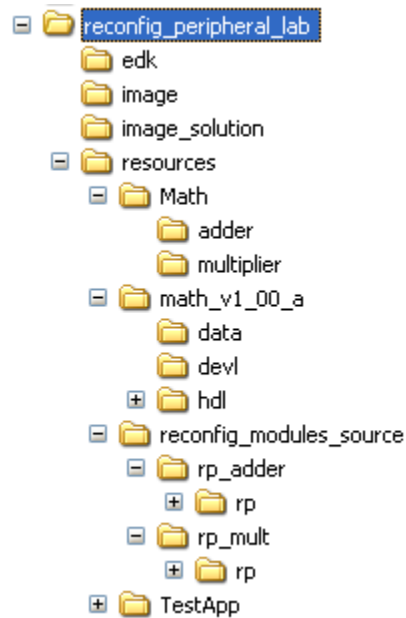 reconfig_peripheral_lab
edk
image
image_solution
resources
Math
adder
multiplier
math_v1_00_a
data
devl
hdl
reconfig_modules_source
rp_adder
rp
rp_mult
rp
TestApp